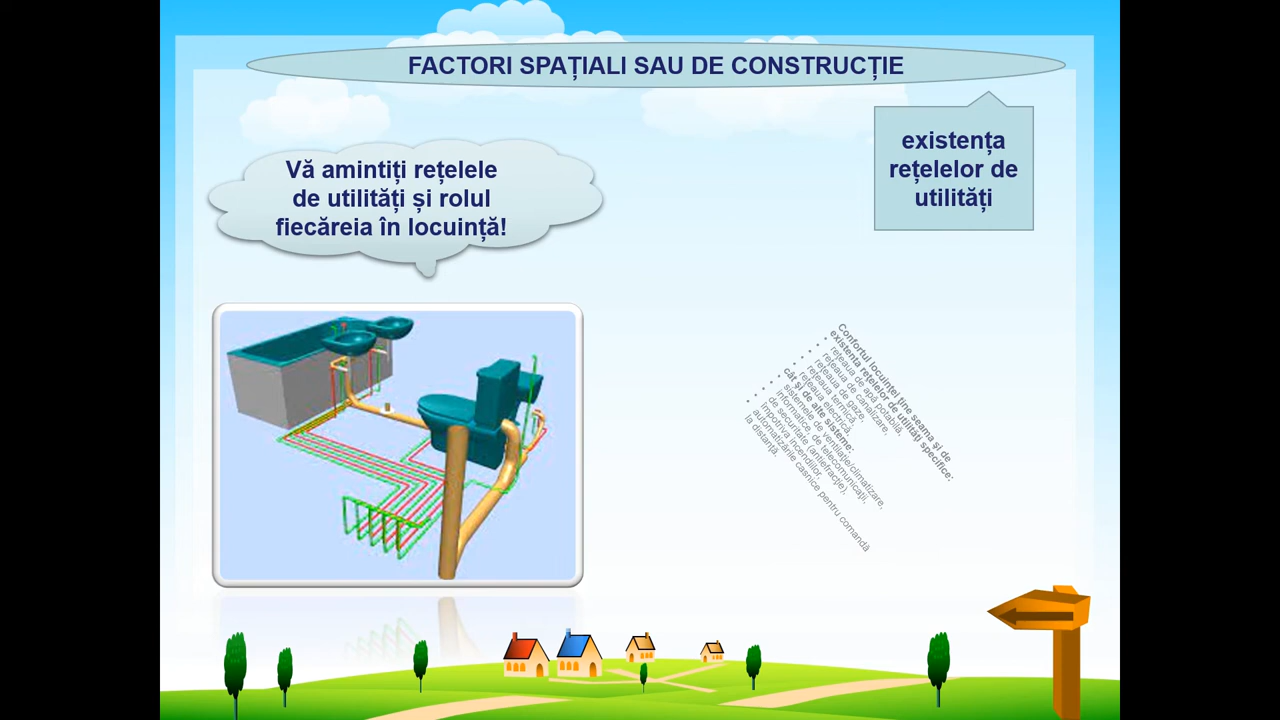 FACTORI SPAȚIALI SAU DE CONSTRUCȚIE
existența
rețelelor de
utilități
Vă amintiți rețelele
de utilități și rolul
fiecăreia în locuință!
Confortul locuinței ține seama și de
existența rețelelor de utilități specifice:
• rețeaua de apă potabilă,
• rețeaua de canalizare,
• rețeaua de gaze,
• rețeaua termică,
• rețeaua electrică
cât și de alte sisteme:
• sistemele de ventilație/climatizare,
• informatice, de telecomunicații,
• de securitate (antiefracție),
• împotriva incendiilor,
• automatizările casnice pentru comandă
la distanță.